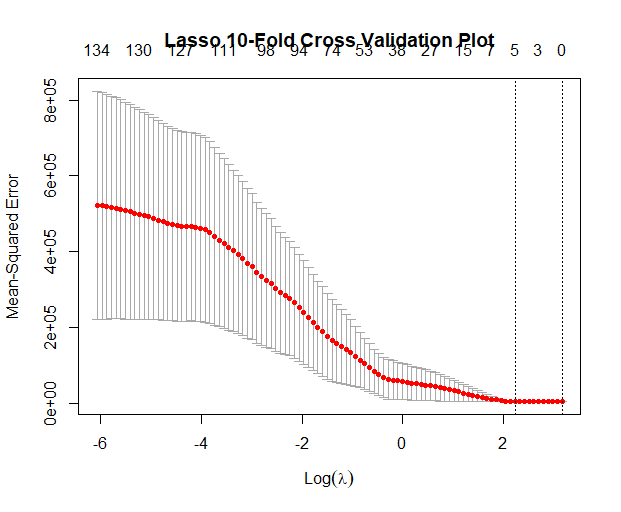 Lasso 10-Fold Cross Validation Plot
134 130 127 111 98 94 74 53 38 27 15 7 5 3 0
8e+05
6e+05
4e+05
2e+05
0e+00
Mean-Squared Error
-6 -4 -2 0 2
Log(λ)